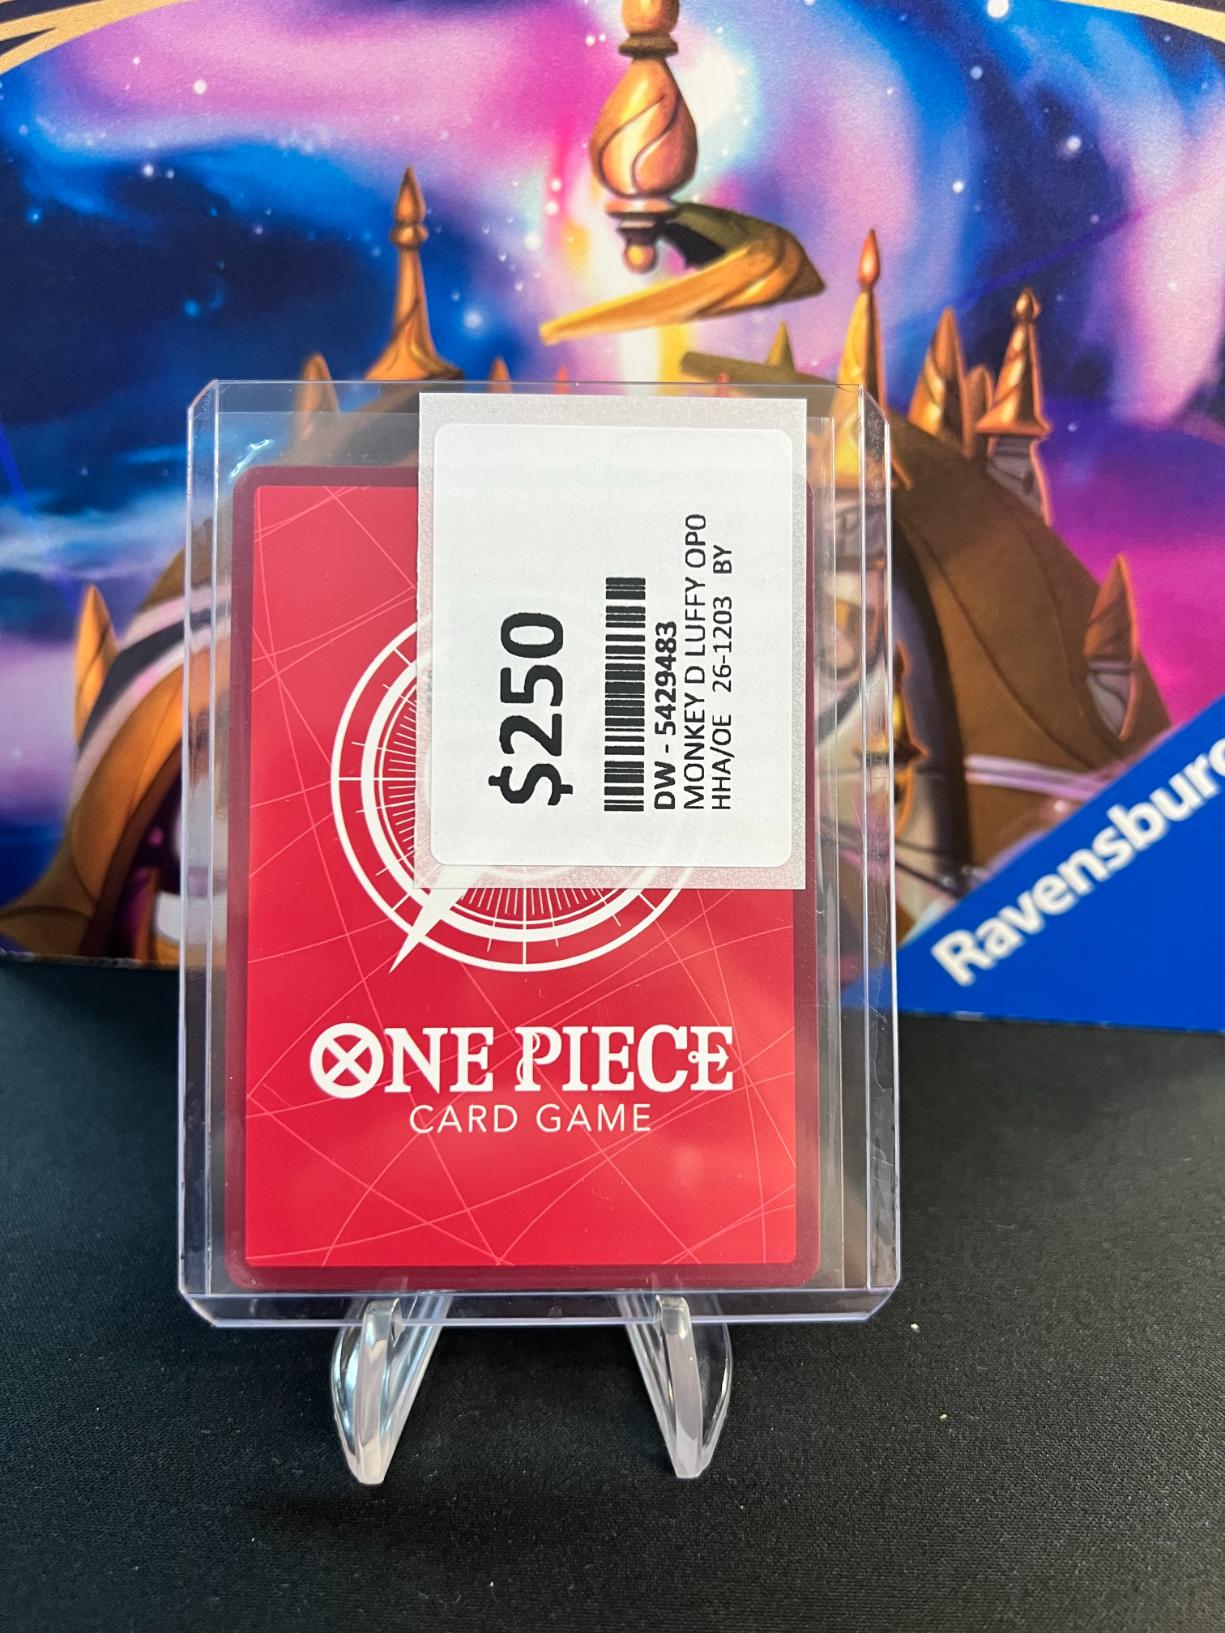 $250
DW - 5429483
MONKEY D LUFFY OP0
HHA/OE 26-1203 BY
ONE PIECE
CARD GAME
Ravensburg